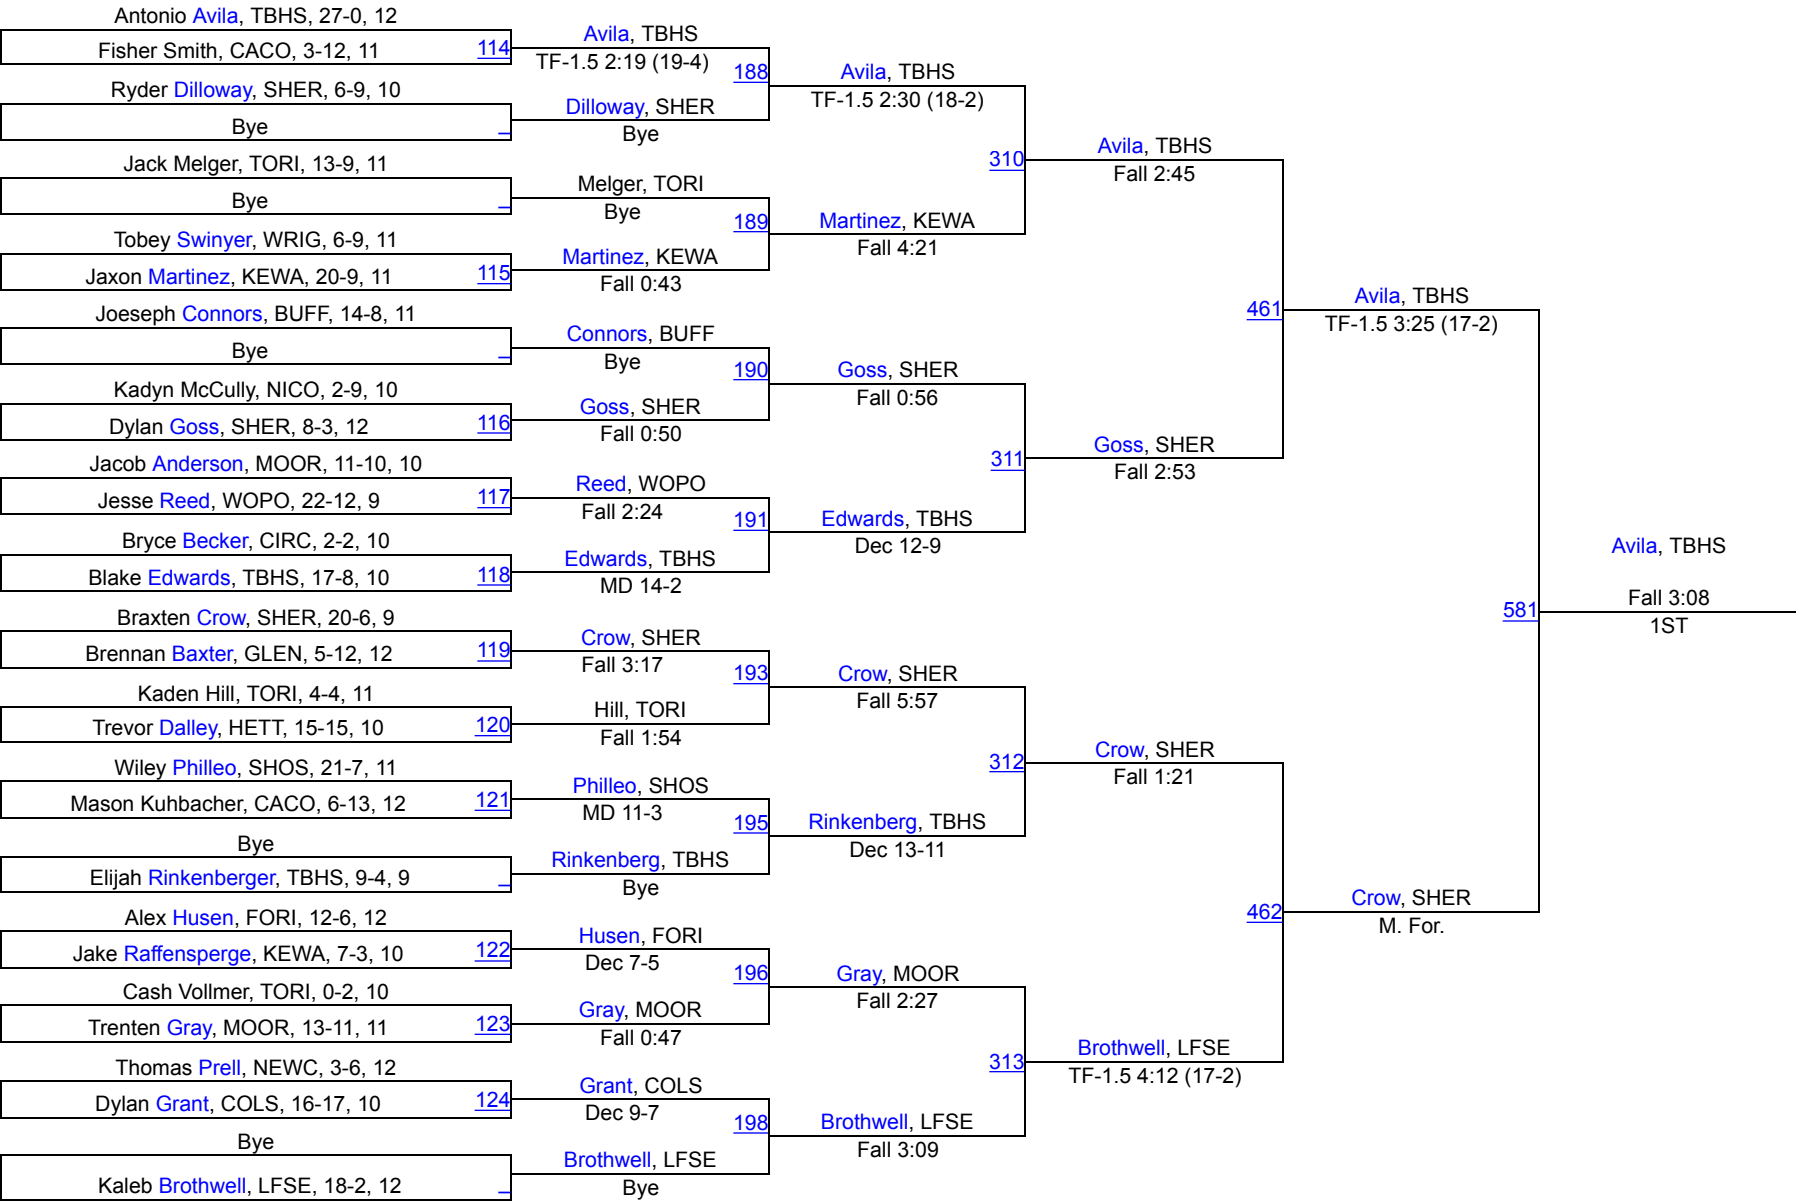 Antonio Avila, TBHS, 27-0, 12
Fisher Smith, CACO, 3-12, 11
114
Ryder Dilloway, SHER, 6-9, 10
Bye
Jack Melger, TORI, 13-9, 11
Bye
Tobey Swinyer, WRIG, 6-9, 11
Jaxon Martinez, KEWA, 20-9, 11
115
Joeseph Connors, BUFF, 14-8, 11
Bye
Kadyn McCully, NICO, 2-9, 10
Dylan Goss, SHER, 8-3, 12
116
Jacob Anderson, MOOR, 11-10, 10
Jesse Reed, WOPO, 22-12, 9
117
Bryce Becker, CIRC, 2-2, 10
Blake Edwards, TBHS, 17-8, 10
118
Braxten Crow, SHER, 20-6, 9
Brennan Baxter, GLEN, 5-12, 12
119
Kaden Hill, TORI, 4-4, 11
Trevor Dalley, HETT, 15-15, 10
120
Wiley Philleo, SHOS, 21-7, 11
Mason Kuhbacher, CACO, 6-13, 12
121
Bye
Elijah Rinkenberger, TBHS, 9-4, 9
Alex Husen, FORI, 12-6, 12
Jake Raffensperge, KEWA, 7-3, 10
122
Cash Vollmer, TORI, 0-2, 10
Trenten Gray, MOOR, 13-11, 11
123
Thomas Prell, NEWC, 3-6, 12
Dylan Grant, COLS, 16-17, 10
124
Bye
Kaleb Brothwell, LFSE, 18-2, 12
Avila, TBHS
TF-1.5 2:19 (19-4)
188
Dilloway, SHER
Bye
Melger, TORI
Bye
189
Martinez, KEWA
Fall 0:43
Connors, BUFF
Bye
190
Goss, SHER
Fall 0:50
Reed, WOPO
Fall 2:24
191
Edwards, TBHS
MD 14-2
Crow, SHER
Fall 3:17
193
Hill, TORI
Fall 1:54
Philleo, SHOS
MD 11-3
195
Rinkenberg, TBHS
Bye
Husen, FORI
Dec 7-5
196
Gray, MOOR
Fall 0:47
Grant, COLS
Dec 9-7
198
Brothwell, LFSE
Bye
Avila, TBHS
TF-1.5 2:30 (18-2)
310
Martinez, KEWA
Fall 4:21
Goss, SHER
Fall 0:56
311
Edwards, TBHS
Dec 12-9
Crow, SHER
Fall 5:57
312
Rinkenberg, TBHS
Dec 13-11
Gray, MOOR
Fall 2:27
313
Brothwell, LFSE
Fall 3:09
Avila, TBHS
Fall 2:45
461
Goss, SHER
Fall 2:53
Crow, SHER
Fall 1:21
462
Brothwell, LFSE
TF-1.5 4:12 (17-2)
Avila, TBHS
TF-1.5 3:25 (17-2)
581
Crow, SHER
M. For.
Avila, TBHS
Fall 3:08
1ST